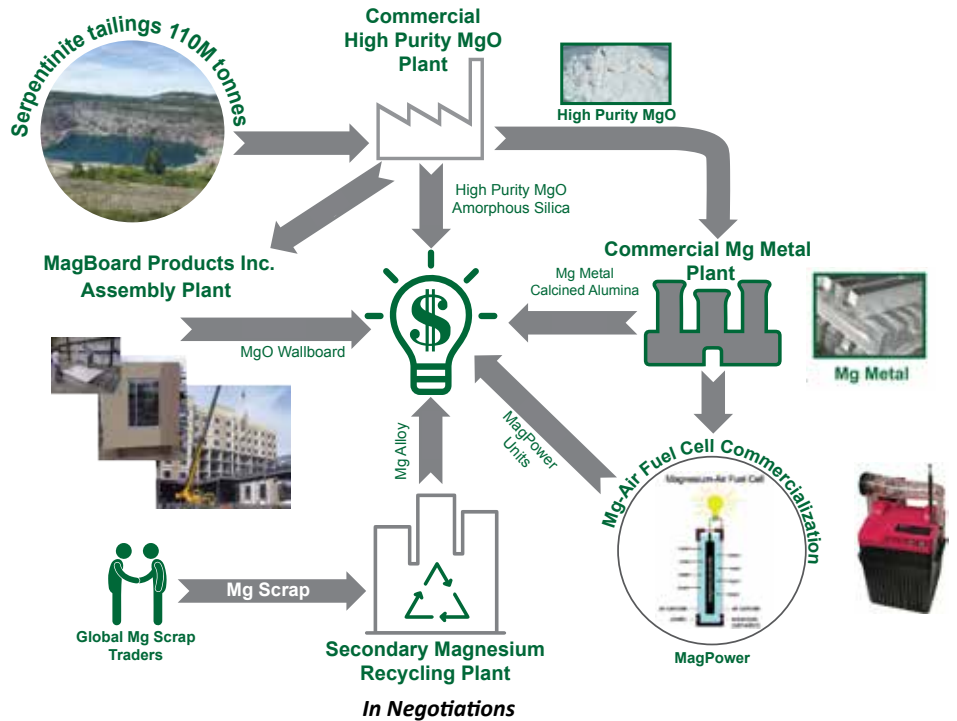 Serpentinite tailings 110M tonnes
Commercial
High Purity MgO
Plant
High Purity MgO
High Purity MgO
Amorphous Silica
MagBoard Products Inc.
Assembly Plant
Commercial Mg Metal
Plant
Mg Metal
Calcined Alumina
MgO Wallboard
$
Mg Metal
Mg Alloy
MagPower
Units
Mg-Air Fuel Cell Commercialization
Magnesium-Air Fuel Cell
Mg Scrap
Global Mg Scrap
Traders
Secondary Magnesium
Recycling Plant
In Negotiations
MagPower